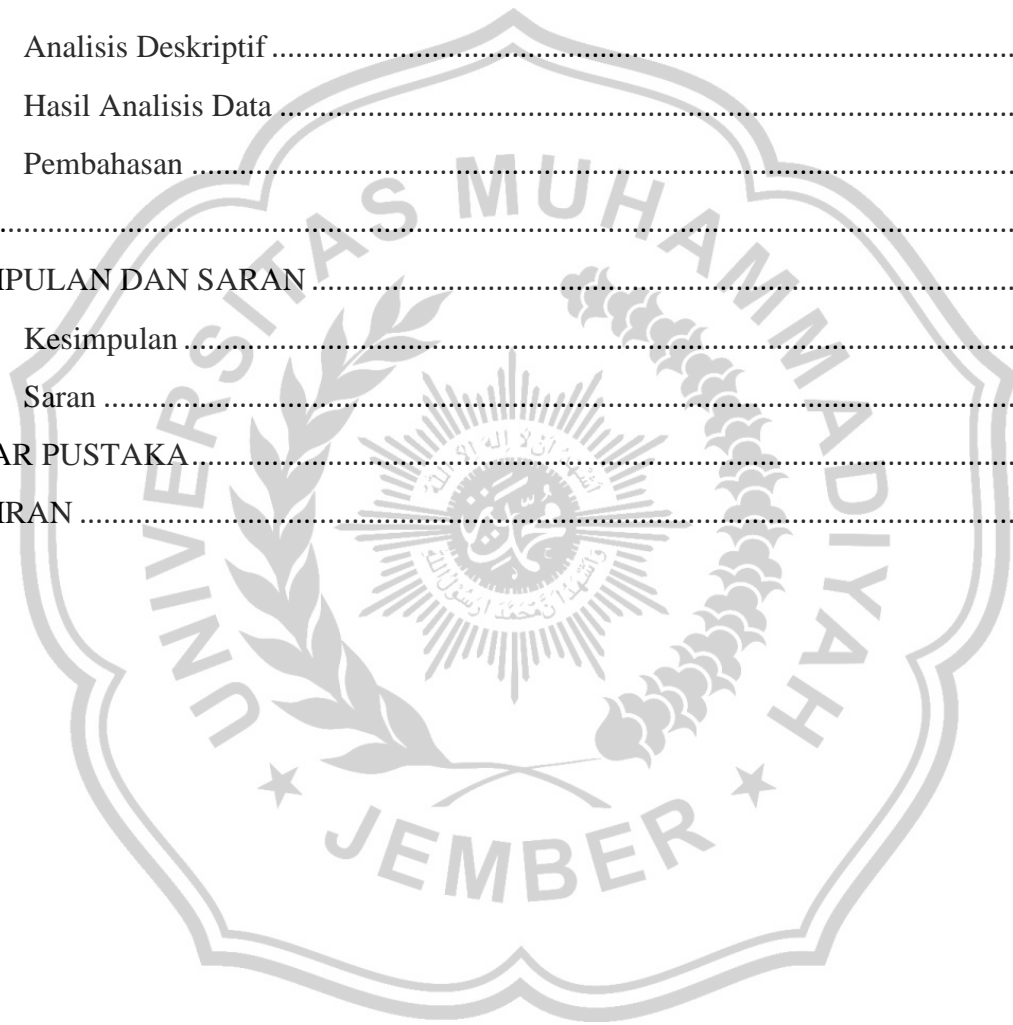 Analisis Deskriptif ..........................................................................................
Hasil Analisis Data ..........................................................................................
Pembahasan ..........................................................................................
..........................................................................................
IPULAN DAN SARAN ..........................................................................................
Kesimpulan ..........................................................................................
Saran ..........................................................................................
AR PUSTAKA ..........................................................................................
IRAN ..........................................................................................
UNIVERSITAS MUHAMMADIYAH
JEMBER